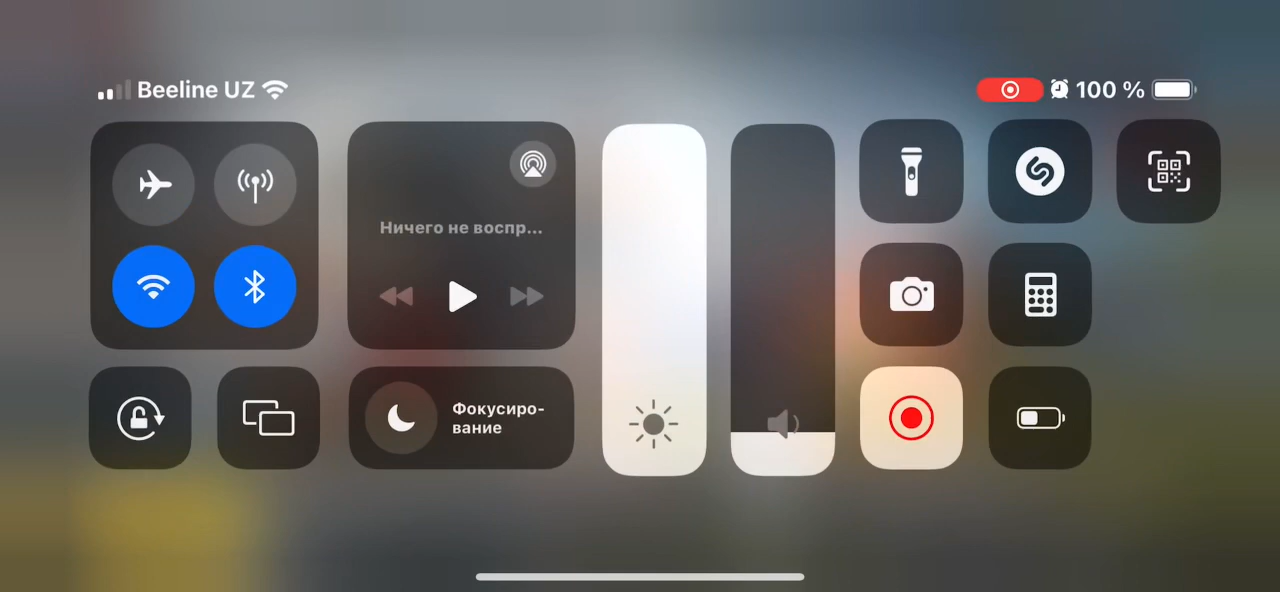 Beeline UZ
100 %
Ничего не воспр...
Фокусиро-
вание